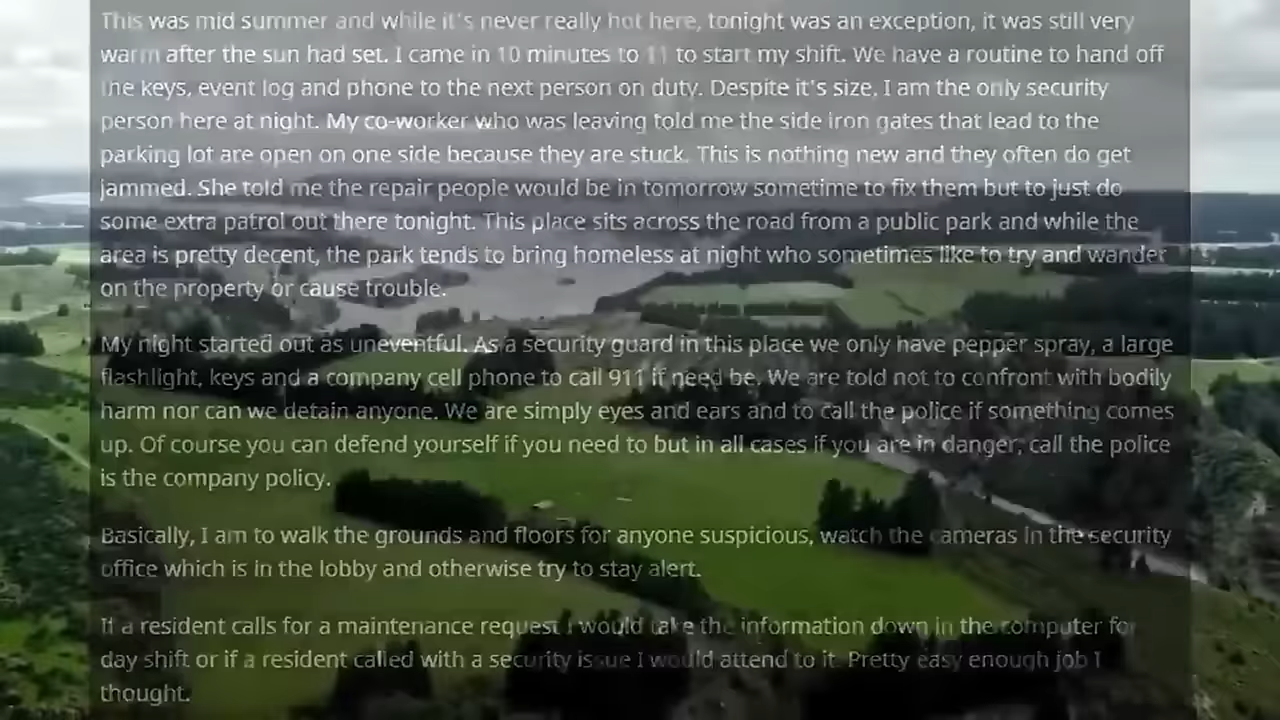 This was mid summer and while it's never really hot here, tonight was an exception, it was still very
warm after the sun had set. I came in 10 minutes to 11 to start my shift. We have a routine to hand off
the keys, event log and phone to the next person on duty. Despite it's size, I am the only security
person here at night. My co-worker who was leaving told me the side iron gates that lead to the
parking lot are open on one side because they are stuck. This is nothing new and they often do get
jammed. She told me the repair people would be in tomorrow sometime to fix them but to just do
some extra patrol out there tonight. This place sits across the road from a public park and while the
area is pretty decent, the park tends to bring homeless at night who sometimes like to try and wander
on the property or cause trouble.
My night started out as uneventful. As a security guard in this place we only have pepper spray, a large
flashlight, keys and a company cell phone to call 911 if need be. We are told not to confront with bodily
harm nor can we detain anyone. We are simply eyes and ears and to call the police if something comes
up. Of course you can defend yourself if you need to but in all cases if you are in danger, call the police
is the company policy.
Basically, I am to walk the grounds and floors for anyone suspicious, watch the cameras in the security
office which is in the lobby and otherwise try to stay alert.
If a resident calls for a maintenance request I would take the information down in the computer for
day shift or if a resident called with a security issue I would attend to it. Pretty easy enough job I
thought.